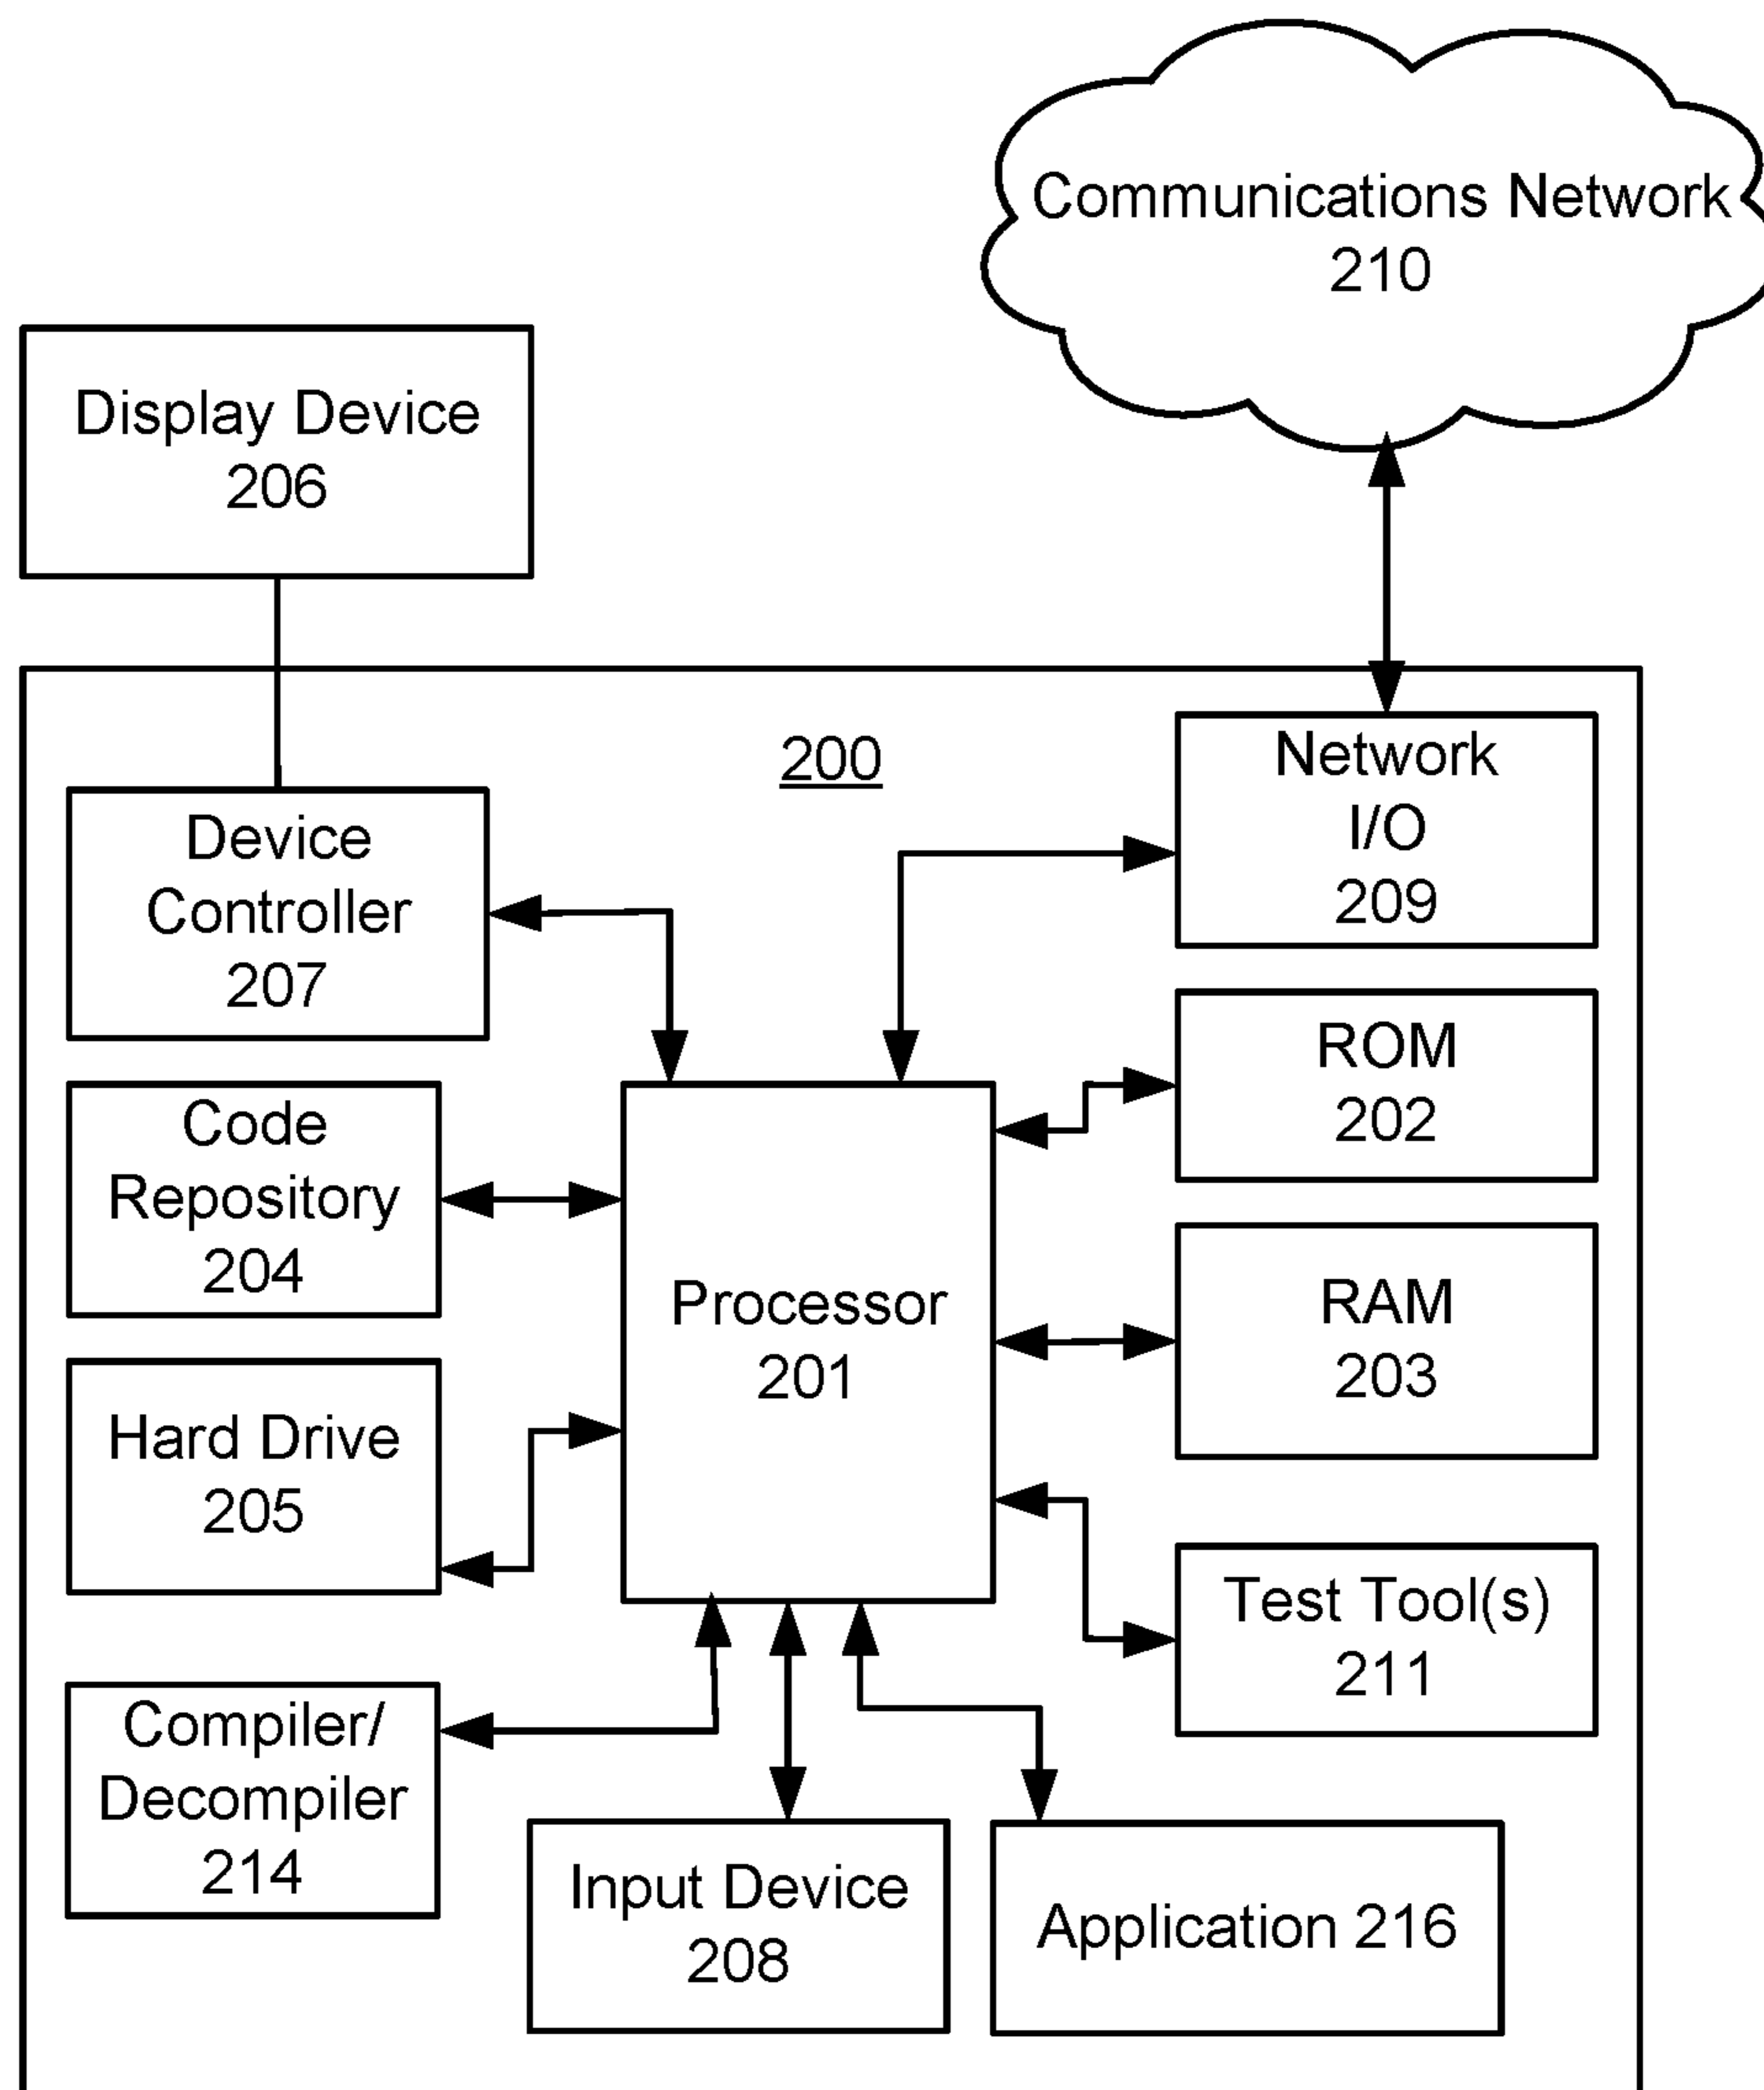 Communications Network
210
Display Device
206
200
Network
I/O
209
Device
Controller
207
ROM
202
Code
Repository
204
Processor
201
RAM
203
Hard Drive
205
Test Tool(s)
211
Compiler/
Decompiler
214
Input Device
208
Application 216